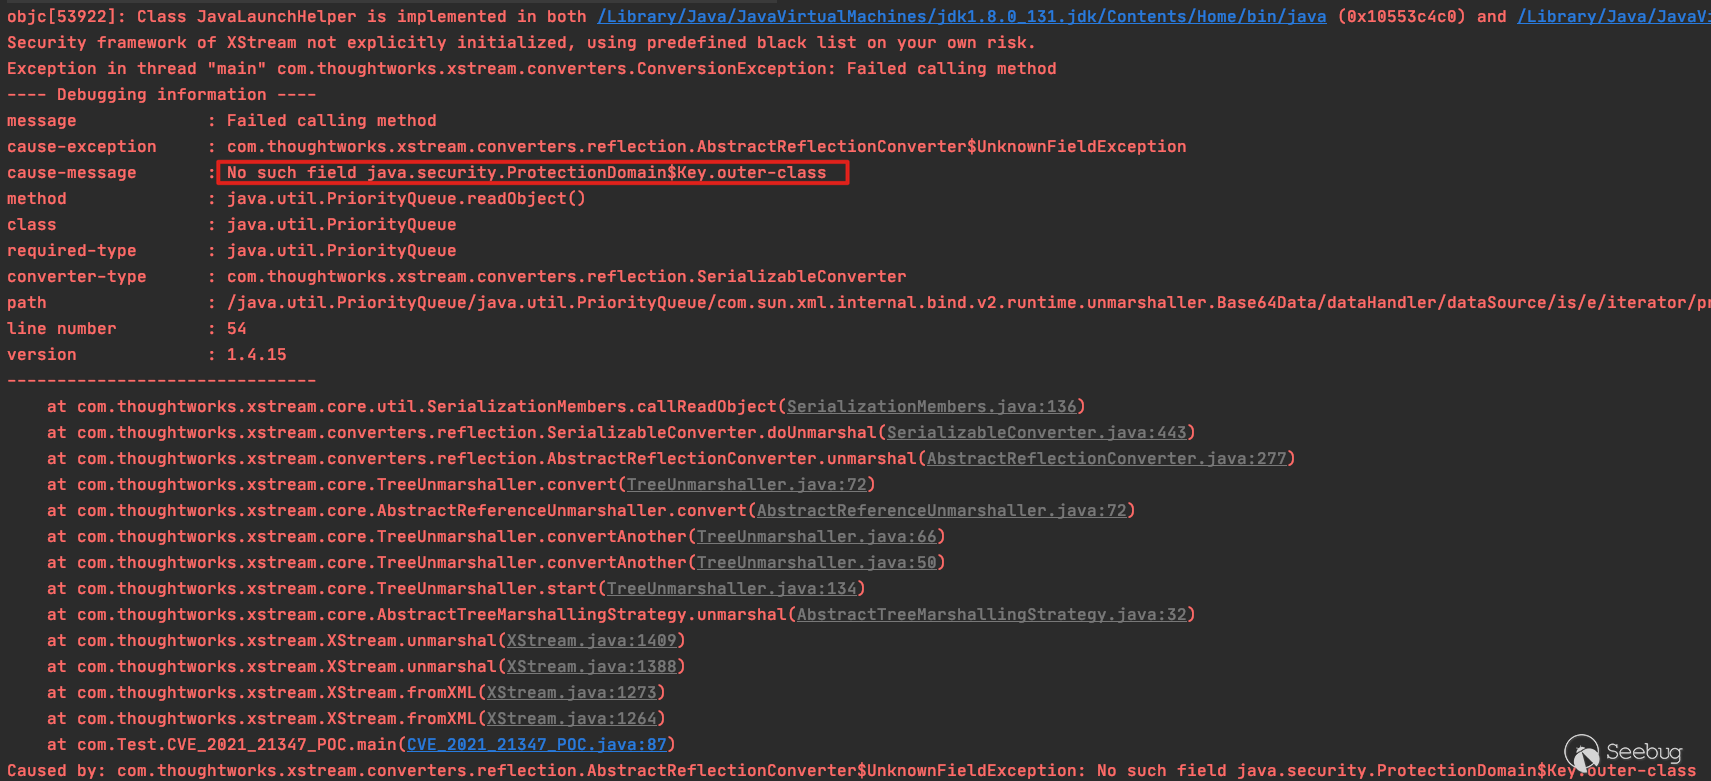 objc[53922]: Class JavaLaunchHelper is implemented in both /Library/Java/JavaVirtualMachines/jdk1.8.0_131.jdk/Contents/Home/bin/java (0x10553c4c0) and /Library/Java/JavaVi
Security framework of XStream not explicitly initialized, using predefined black list on your own risk.
Exception in thread "main" com.thoughtworks.xstream.converters.ConversionException: Failed calling method
---- Debugging information ----
message             : Failed calling method
cause-exception     : com.thoughtworks.xstream.converters.reflection.AbstractReflectionConverter$UnknownFieldException
cause-message       : No such field java.security.ProtectionDomain$Key.outer-class
method              : java.util.PriorityQueue.readObject()
class               : java.util.PriorityQueue
required-type       : java.util.PriorityQueue
converter-type      : com.thoughtworks.xstream.converters.reflection.SerializableConverter
path                : /java.util.PriorityQueue/java.util.PriorityQueue/com.sun.xml.internal.bind.v2.runtime.unmarshaller.Base64Data/dataHandler/dataSource/is/e/iterator/pr
line number         : 54
version             : 1.4.15
-------------------------------
    at com.thoughtworks.xstream.core.util.SerializationMembers.callReadObject(SerializationMembers.java:136)
    at com.thoughtworks.xstream.converters.reflection.SerializableConverter.doUnmarshal(SerializableConverter.java:443)
    at com.thoughtworks.xstream.converters.reflection.AbstractReflectionConverter.unmarshal(AbstractReflectionConverter.java:277)
    at com.thoughtworks.xstream.core.TreeUnmarshaller.convert(TreeUnmarshaller.java:72)
    at com.thoughtworks.xstream.core.AbstractReferenceUnmarshaller.convert(AbstractReferenceUnmarshaller.java:72)
    at com.thoughtworks.xstream.core.TreeUnmarshaller.convertAnother(TreeUnmarshaller.java:66)
    at com.thoughtworks.xstream.core.TreeUnmarshaller.convertAnother(TreeUnmarshaller.java:50)
    at com.thoughtworks.xstream.core.TreeUnmarshaller.start(TreeUnmarshaller.java:134)
    at com.thoughtworks.xstream.core.AbstractTreeMarshallingStrategy.unmarshal(AbstractTreeMarshallingStrategy.java:32)
    at com.thoughtworks.xstream.XStream.unmarshal(XStream.java:1409)
    at com.thoughtworks.xstream.XStream.unmarshal(XStream.java:1388)
    at com.thoughtworks.xstream.XStream.fromXML(XStream.java:1273)
    at com.thoughtworks.xstream.XStream.fromXML(XStream.java:1264)
    at com.Test.CVE_2021_21347_POC.main(CVE_2021_21347_POC.java:87)
Seebug
Caused by: com.thoughtworks.xstream.converters.reflection.AbstractReflectionConverter$UnknownFieldException: No such field java.security.ProtectionDomain$Key.outer-class